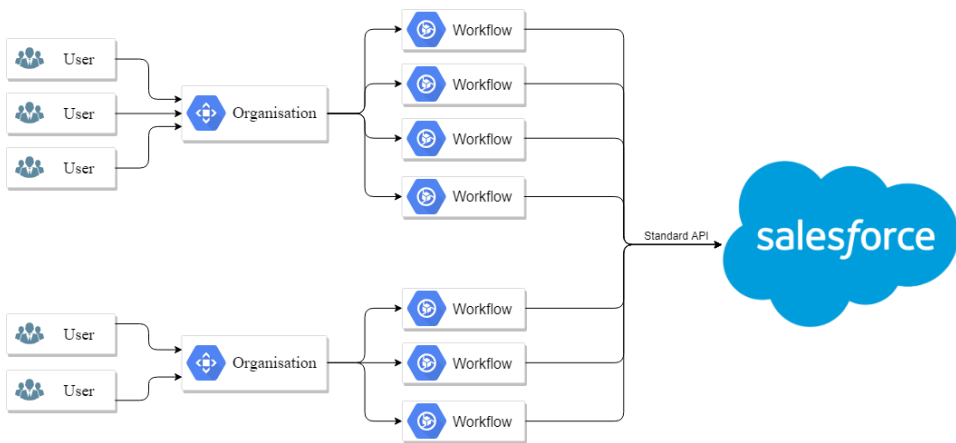 User
User
User
Organisation
Workflow
Workflow
Workflow
Workflow
Standard API
salesforce
User
User
Organisation
Workflow
Workflow
Workflow